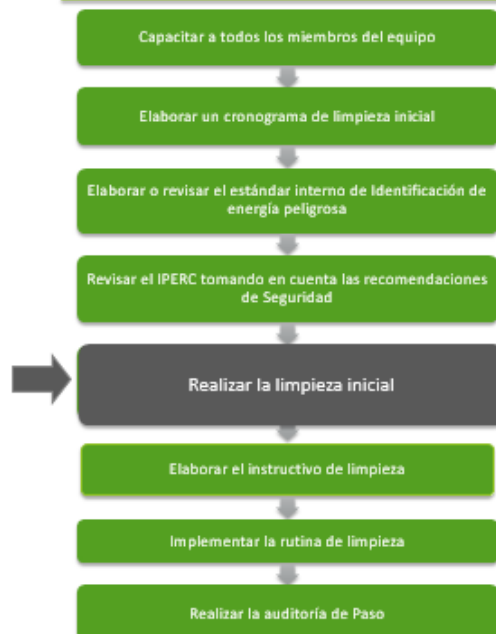 Capacitar a todos los miembros del equipo
Elaborar un cronograma de limpieza inicial
Elaborar o revisar el estándar interno de Identificación de
energía peligrosa
Revisar el IPERC tomando en cuenta las recomendaciones
de Seguridad
Realizar la limpieza inicial
Elaborar el instructivo de limpieza
Implementar la rutina de limpieza
Realizar la auditoría de Paso